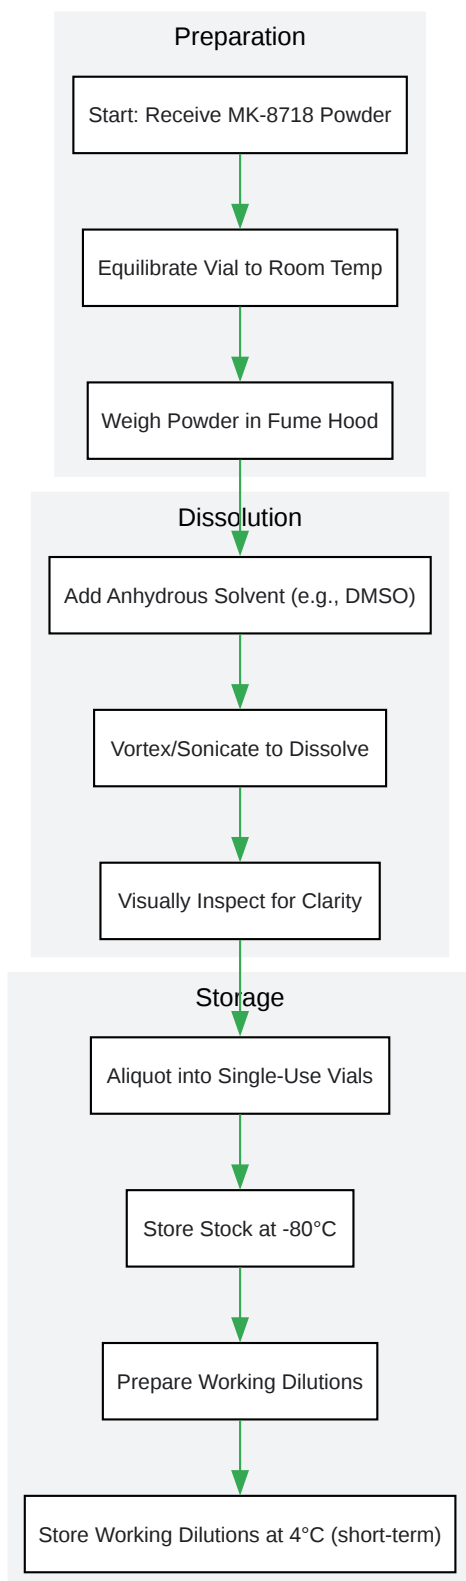 Preparation
Start: Receive MK-8718 Powder
Equilibrate Vial to Room Temp
Weigh Powder in Fume Hood
Dissolution
Add Anhydrous Solvent (e.g., DMSO)
Vortex/Sonicate to Dissolve
Visually Inspect for Clarity
Storage
Aliquot into Single-Use Vials
Store Stock at -80°C
Prepare Working Dilutions
Store Working Dilutions at 4°C (short-term)